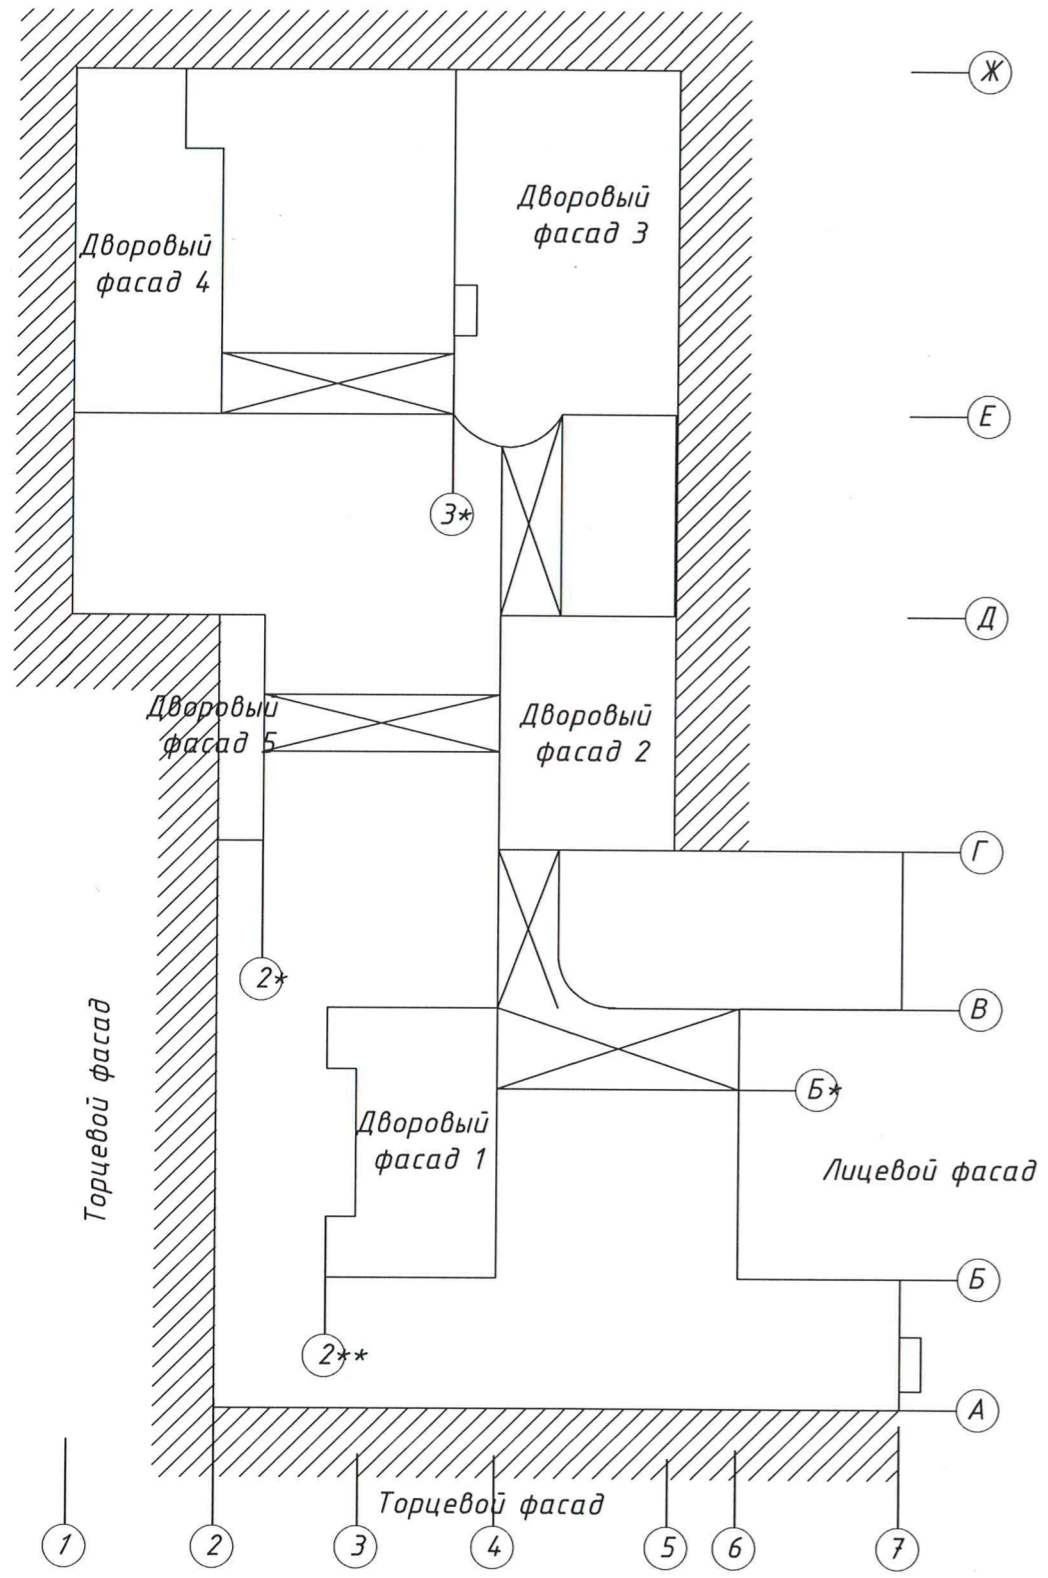 Ж
Дворовый
фасад 3
Дворовый
фасад 4
Е
3*
Д
Дворовый
фасад 5
Дворовый
фасад 2
Г
2*
В
Б*
Дворовый
фасад 1
Торцевой фасад
Лицевой фасад
Б
2**
А
Торцевой фасад
1
2
3
4
5
6
7